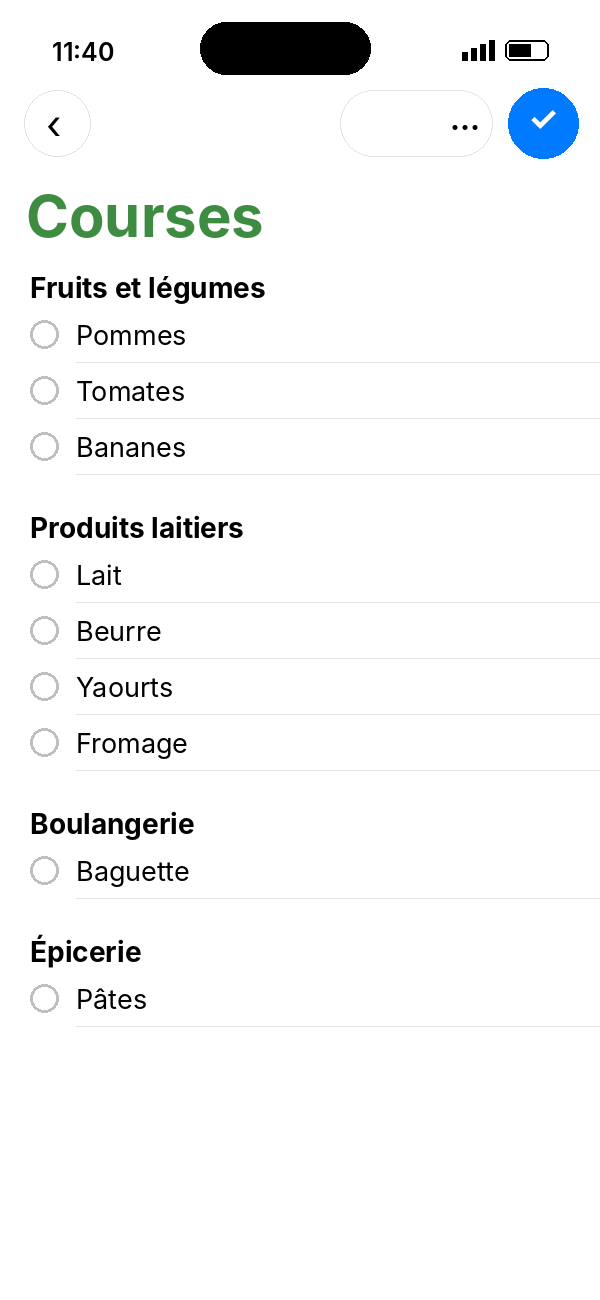 11:40
Courses
Fruits et légumes
Pommes
Tomates
Bananes
Produits laitiers
Lait
Beurre
Yaourts
Fromage
Boulangerie
Baguette
Épicerie
Pâtes